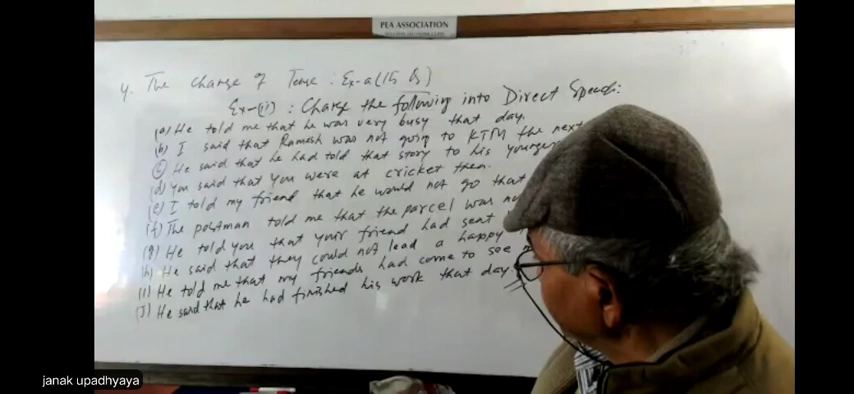 PEA ASSOCIATION
4. The Change of Tense : Ex-a (15 Qs)
Ex-(i) : Change the following into Direct Speech:
(a) He told me that he was very busy that day.
(b) I said that Ramesh was not going to KTM the next
(c) He said that he had told that story to his younger
(d) You said that you were at cricket then.
(e) I told my friend that he would not go that
(f) The postman told me that the parcel was
(g) He told you that your friend had sent
(h) He said that they could not lead a happy
(i) He told me that my friends had come to see
(J) He said that he had finished his work that day
janak upadhyaya